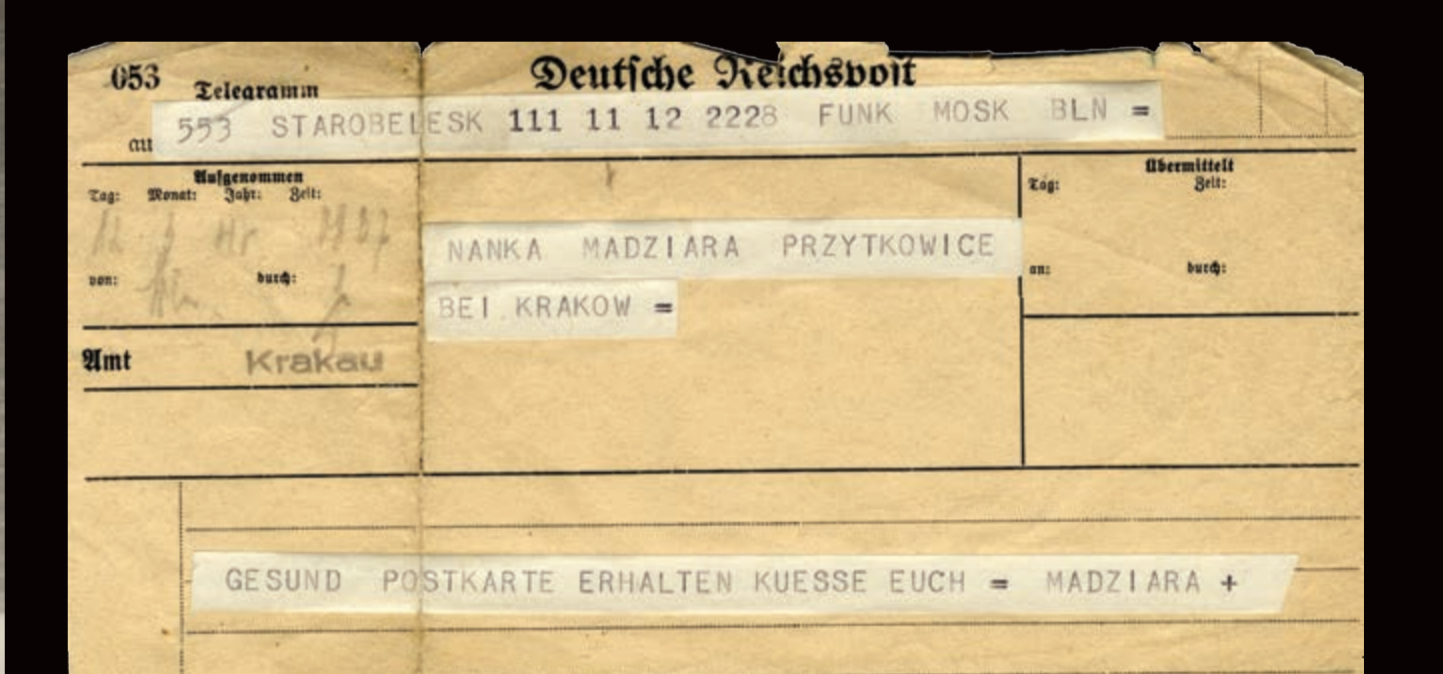 053 Telegramm Deutsche Reichspost
553 STAROBELESK 111 11 12 2228 FUNK MOSK BLN =
aus
Aufgenommen
Tag: Monat: Jahr: Zeit:
Übermittelt
Tag: Zeit:
NANKA MADZIARA PRZYTKOWICE
von: durch:
an: durch:
BEI KRAKOW =
Amt Krakau
GESUND POSTKARTE ERHALTEN KUESSE EUCH = MADZIARA +